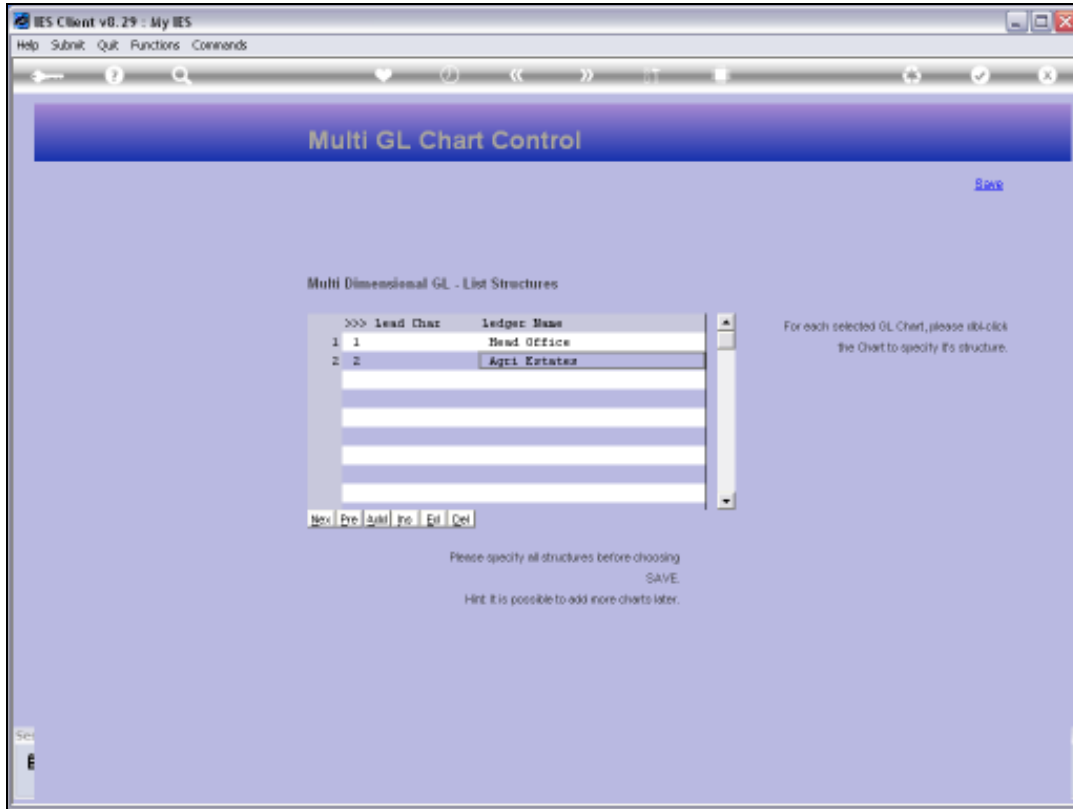 IES Client v8.29 : My IES
Help Submit Quit Functions Commands
Multi GL Chart Control
Save
Multi Dimensional GL - List Structures
>>> Lead Char Ledger Name
1 1 Head Office
2 2 Agri Estates
For each selected GL Chart, please dbl-click
the Chart to specify it's structure.
Nex Pre Add Ins Ed Del
Please specify all structures before choosing
SAVE.
Hint: It is possible to add more charts later.